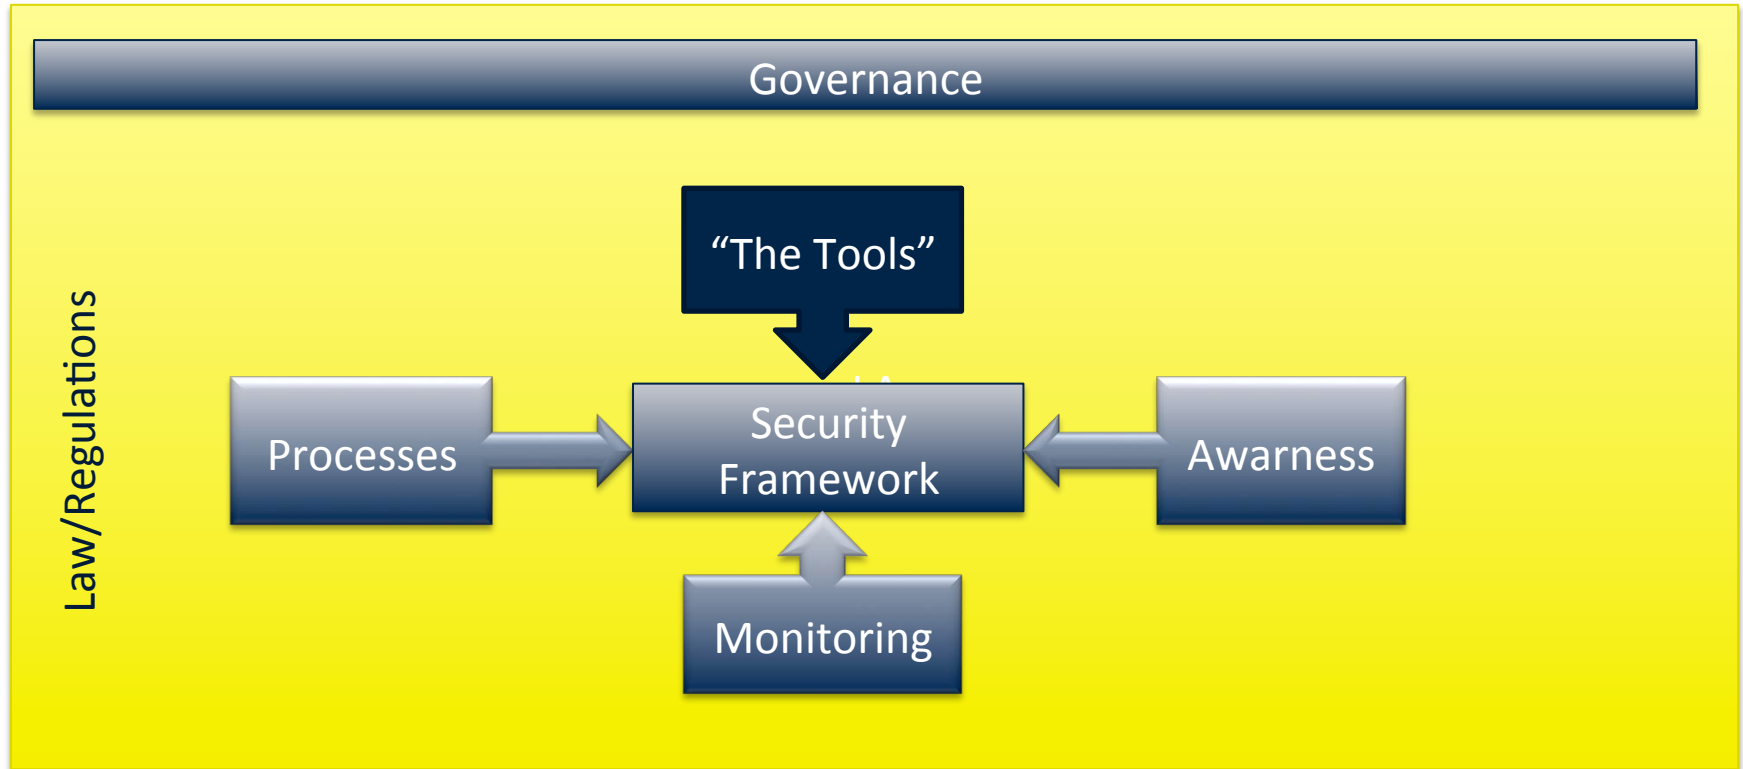 Governance
“The Tools”
Law/Regulations
Processes
Security
Framework
Awarness
Monitoring